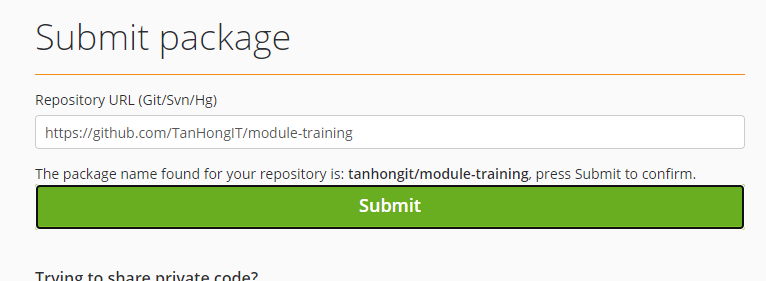 Submit package
Repository URL (Git/Svn/Hg)
https://github.com/TanHongIT/module-training
The package name found for your repository is: tanhongit/module-training, press Submit to confirm.
Submit
Trying to share private code?